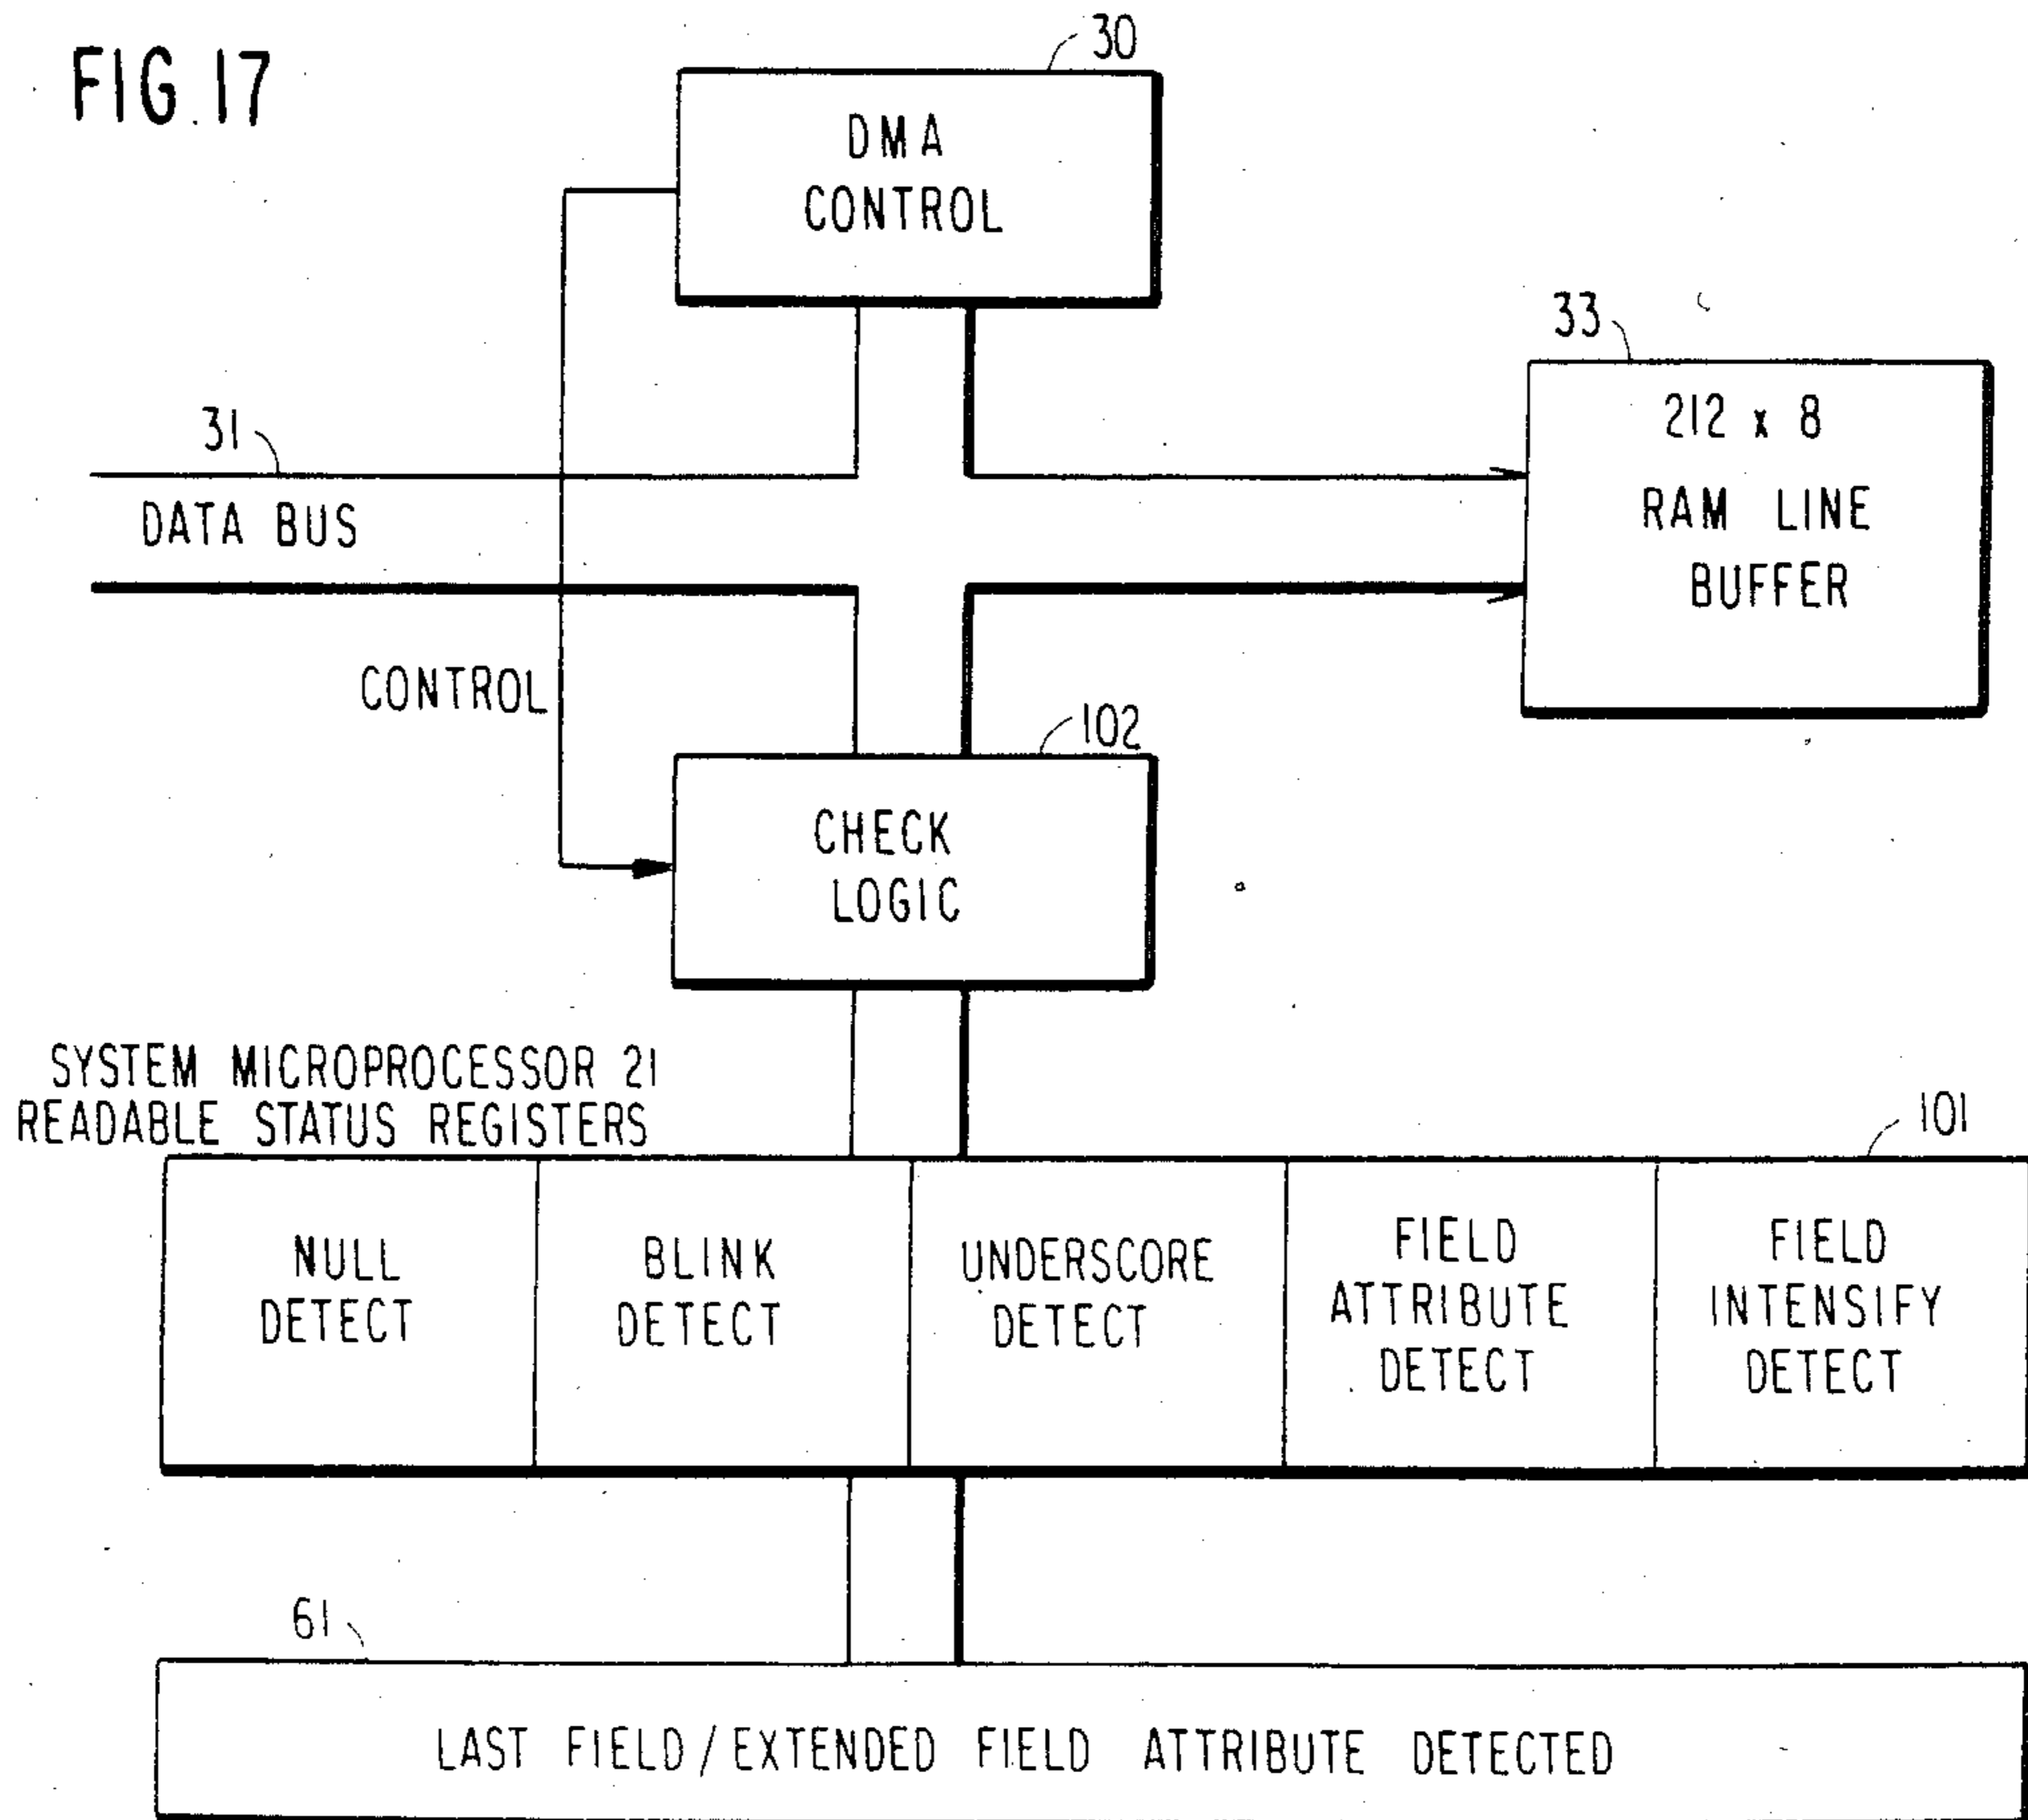 FIG. 17
30
DMA
CONTROL
33
212 x 8
RAM LINE
BUFFER
31
DATA BUS
CONTROL
102
CHECK
LOGIC
SYSTEM MICROPROCESSOR 21
READABLE STATUS REGISTERS
101
NULL
DETECT
BLINK
DETECT
UNDERSCORE
DETECT
FIELD
ATTRIBUTE
DETECT
FIELD
INTENSIFY
DETECT
61
LAST FIELD / EXTENDED FIELD ATTRIBUTE DETECTED